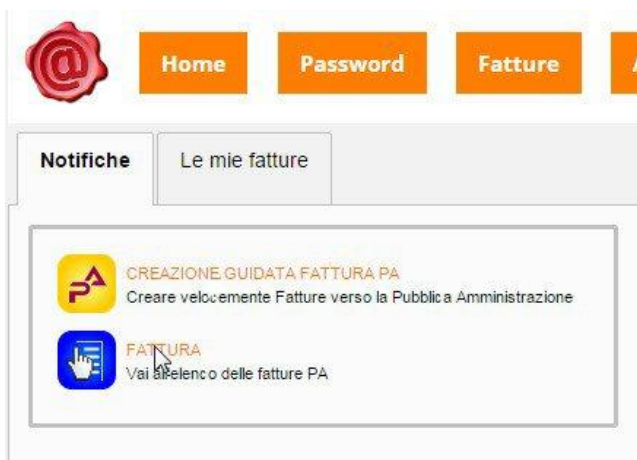 @
Home Password Fatture A
Notifiche Le mie fatture
PA
CREAZIONE GUIDATA FATTURA PA
Creare velocemente Fatture verso la Pubblica Amministrazione
FATTURA
Vai all'elenco delle fatture PA